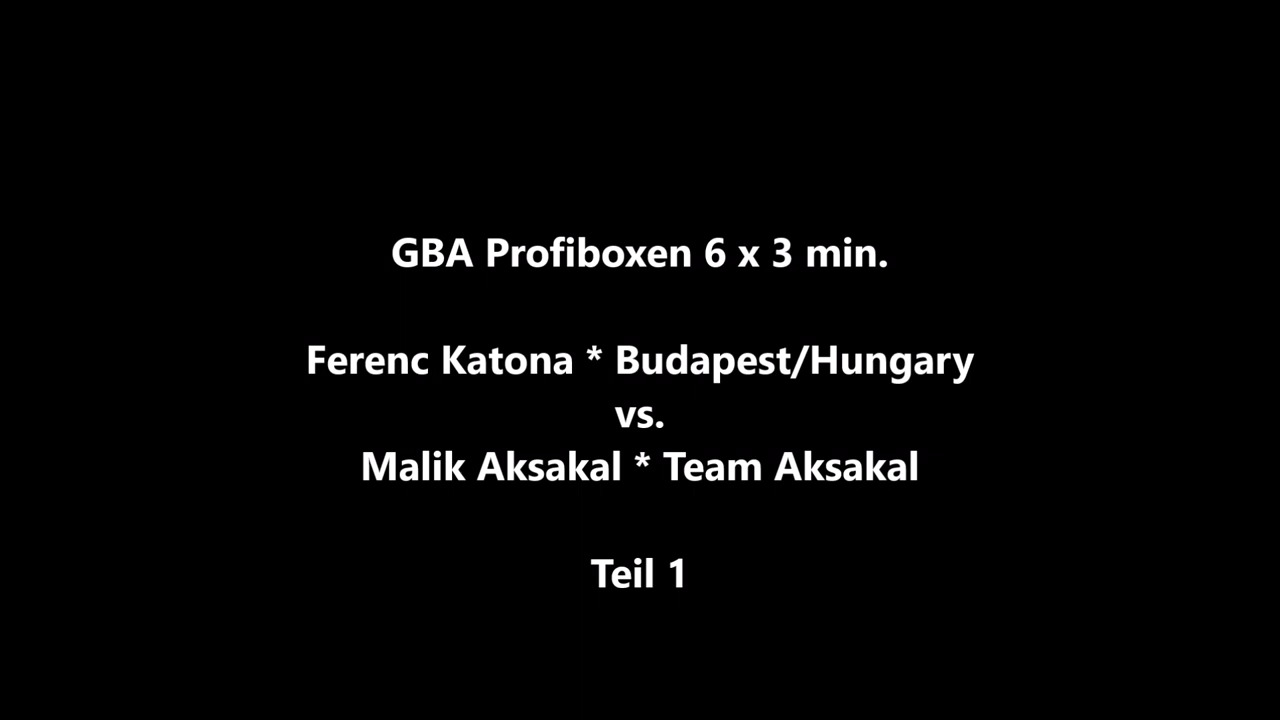 GBA Profiboxen 6 x 3 min.
Ferenc Katona * Budapest/Hungary
vs.
Malik Aksakal * Team Aksakal
Teil 1